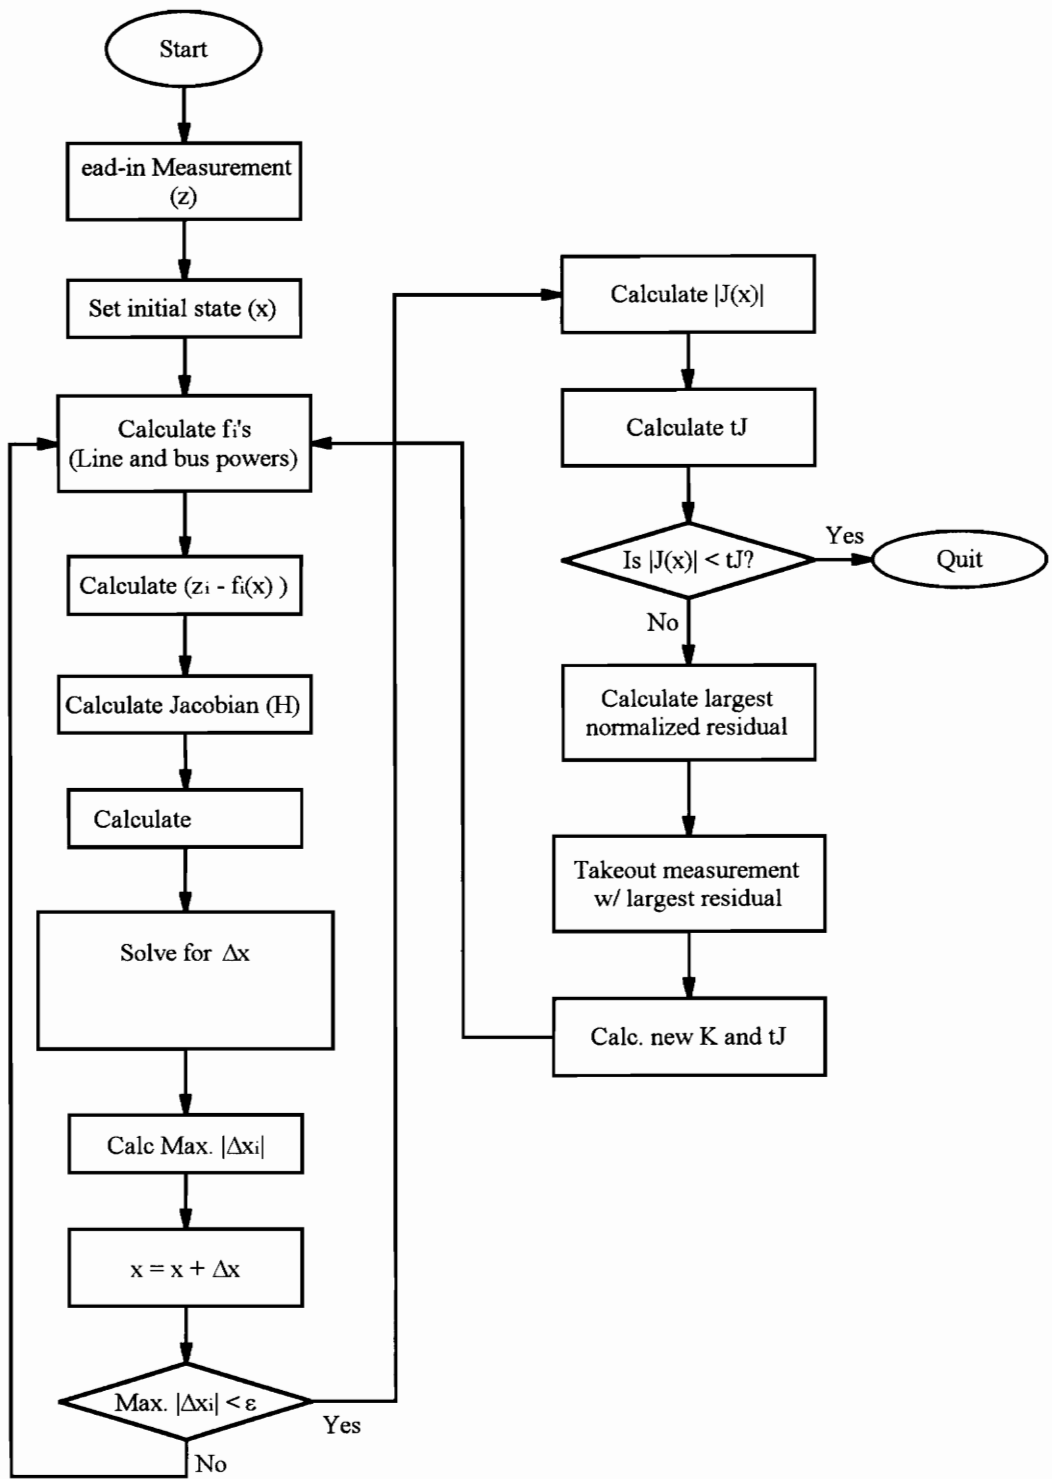 Start
ead-in Measurement
(z)
Set initial state (x)
Calculate fi's
(Line and bus powers)
Calculate (zi - fi(x) )
Calculate Jacobian (H)
Calculate
Solve for Δx
Calc Max. |Δxi|
x = x + Δx
Max. |Δxi| < ε
Yes
No
Calculate |J(x)|
Calculate tJ
Is |J(x)| < tJ?
Yes
Quit
No
Calculate largest
normalized residual
Takeout measurement
w/ largest residual
Calc. new K and tJ